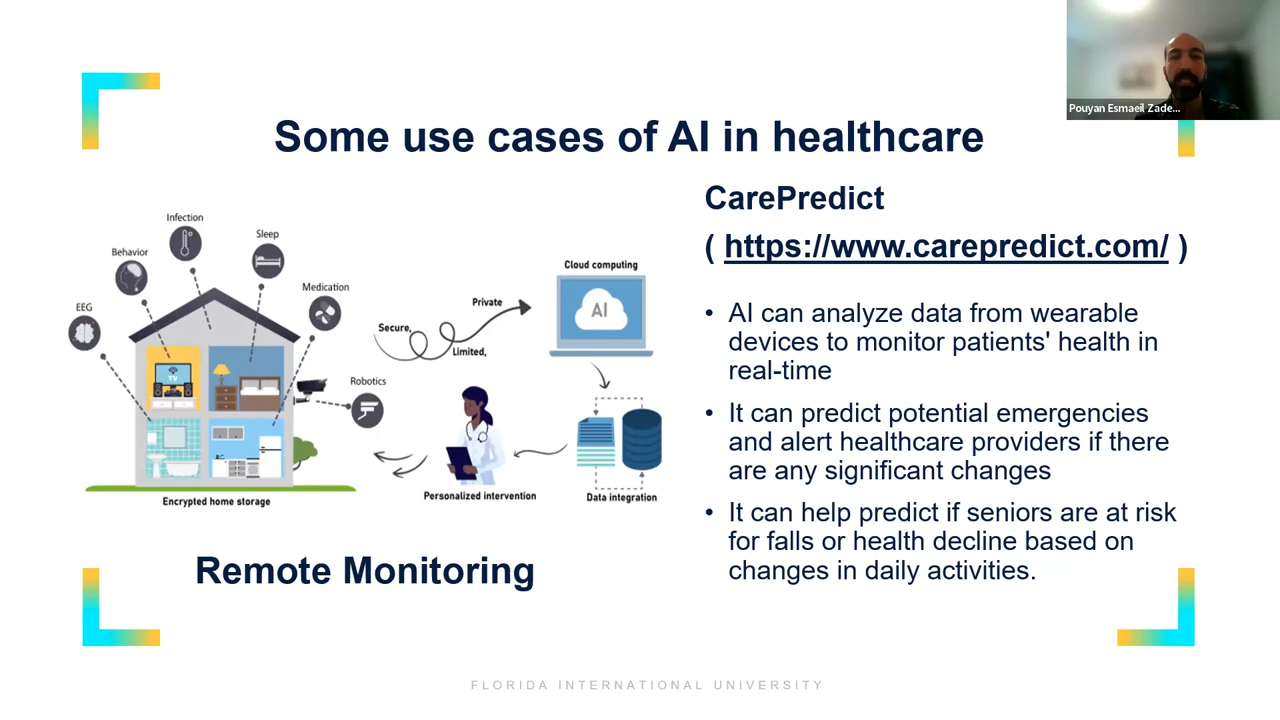 Pouyan Esmaeil Zade...
Some use cases of AI in healthcare
CarePredict
( https://www.carepredict.com/ )
• AI can analyze data from wearable
devices to monitor patients' health in
real-time
• It can predict potential emergencies
and alert healthcare providers if there
are any significant changes
• It can help predict if seniors are at risk
for falls or health decline based on
changes in daily activities.
Infection
Behavior
Sleep
EEG
Medication
TV
Robotics
Encrypted home storage
Secure,
Limited,
Private
Cloud computing
AI
Data integration
Personalized intervention
Remote Monitoring
FLORIDA INTERNATIONAL UNIVERSITY